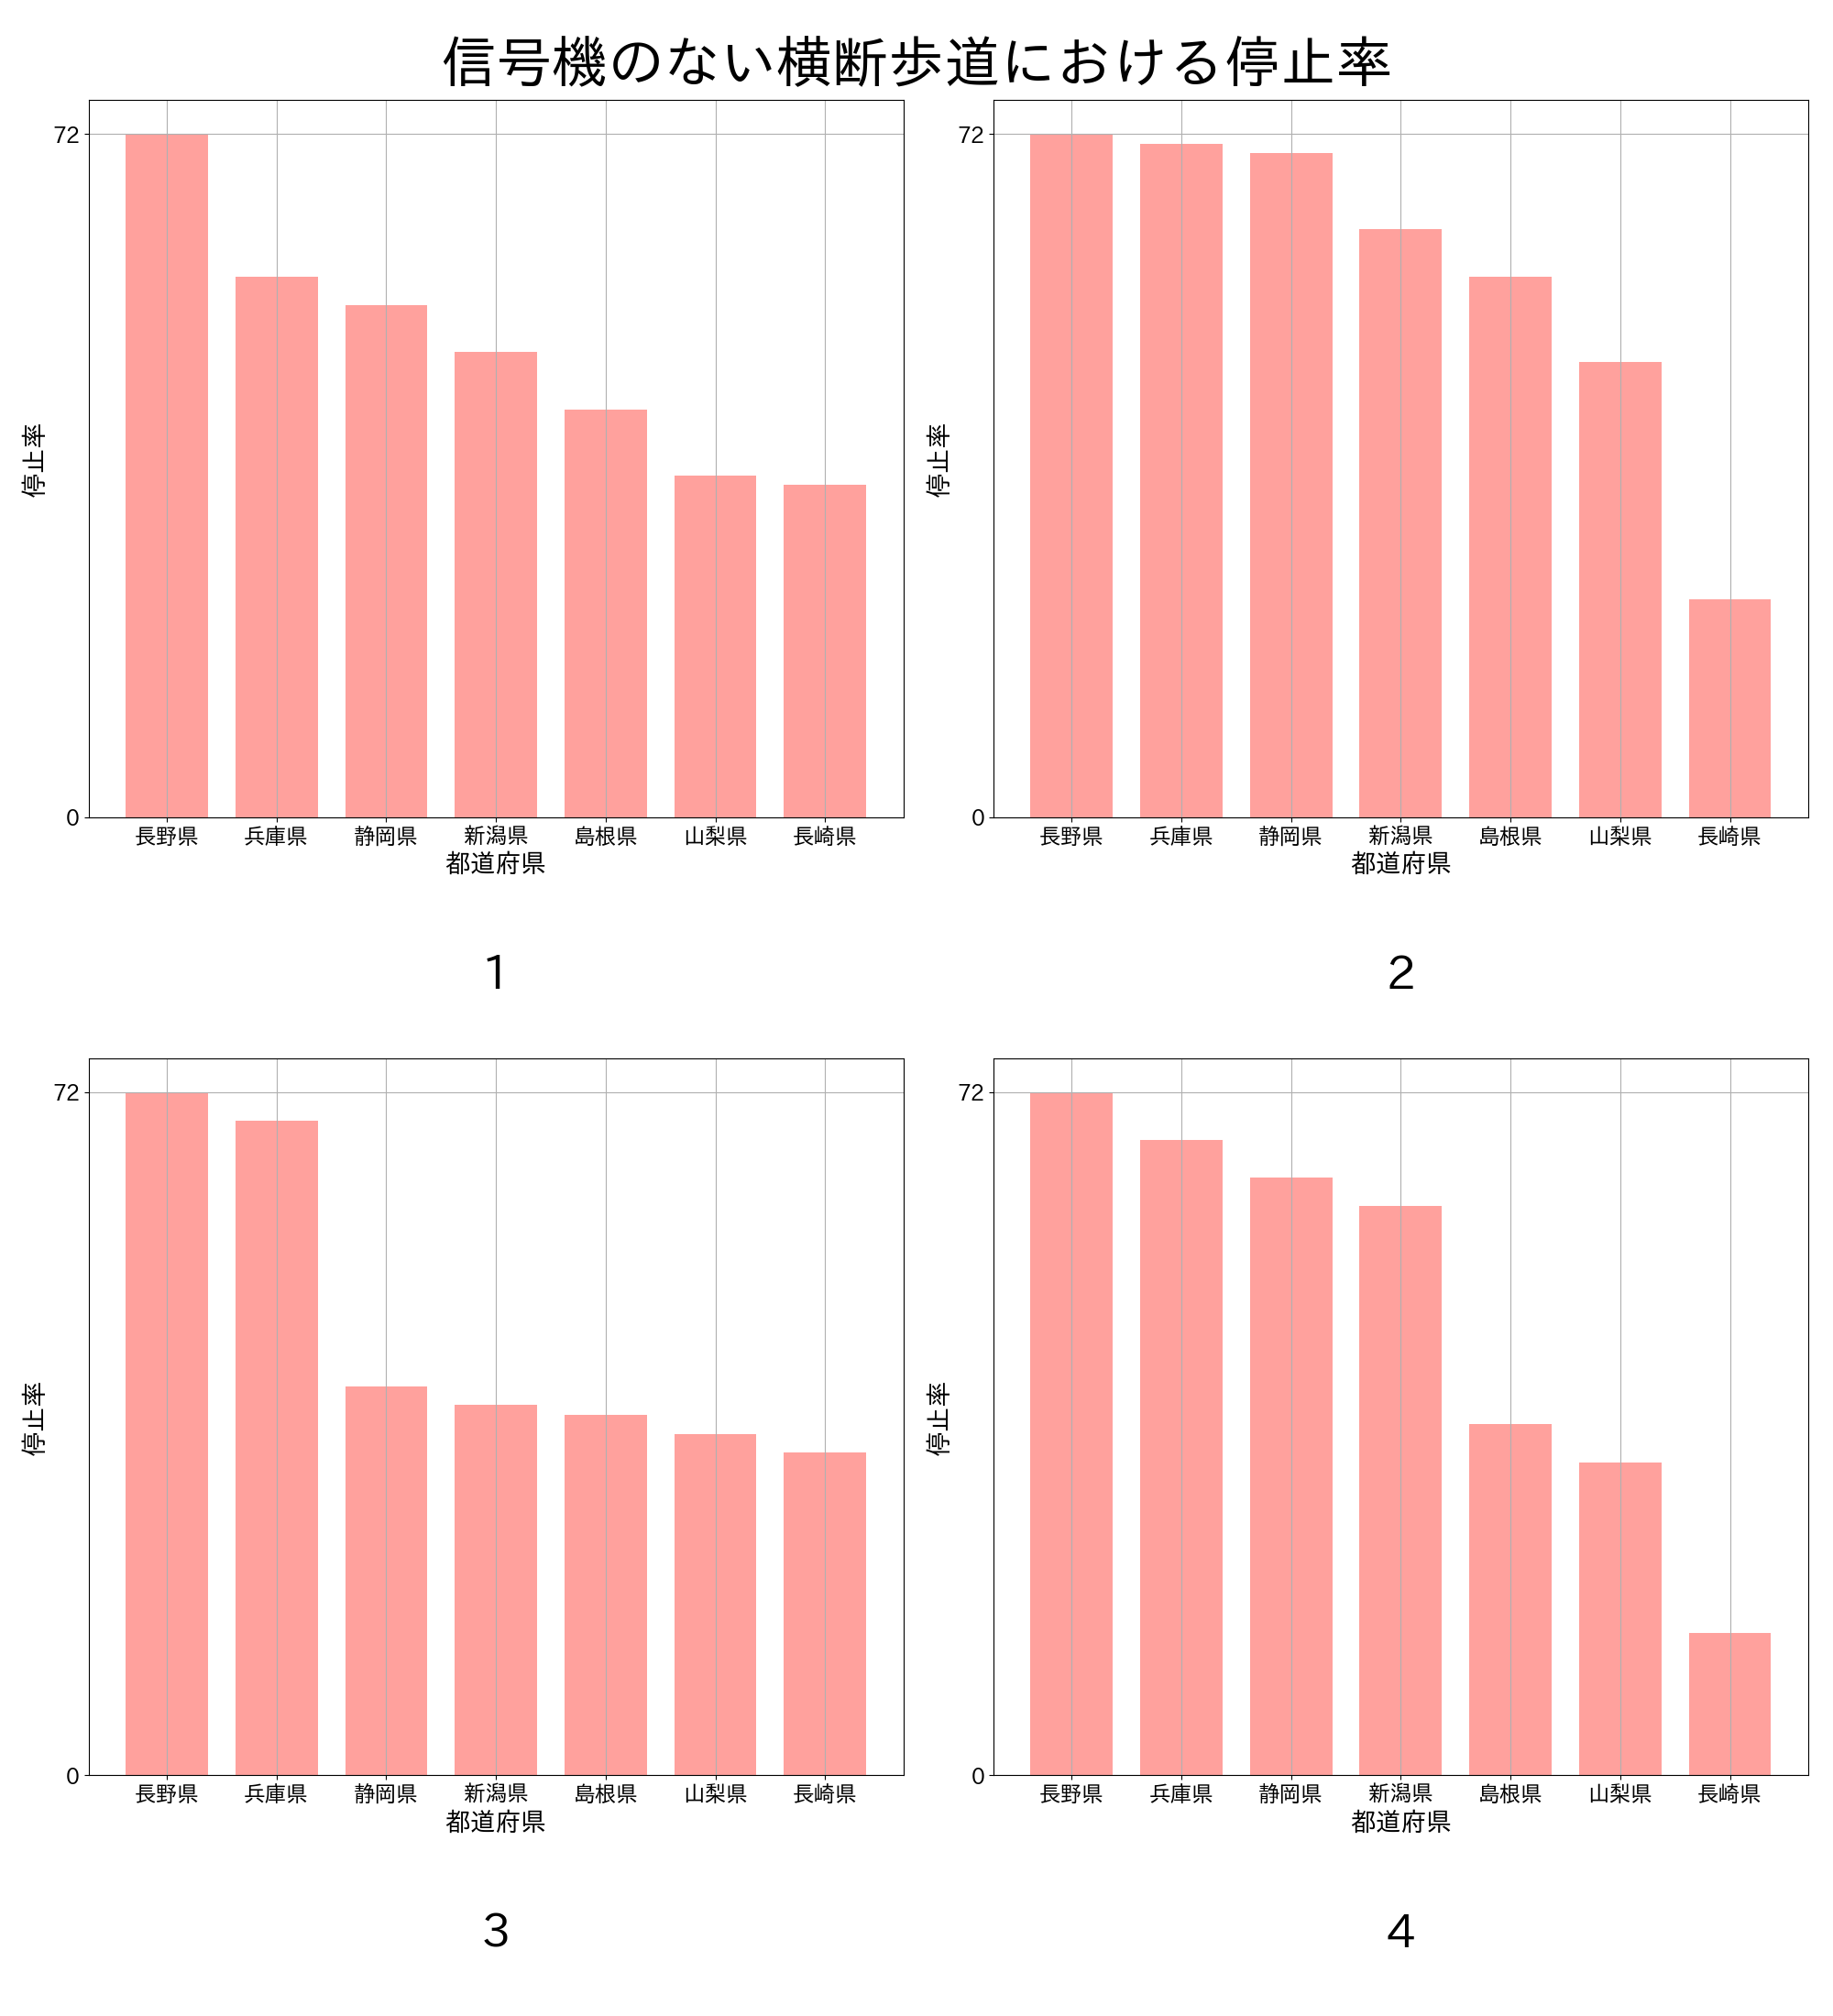 信号機のない横断歩道における停止率
72
0
停止率
長野県 兵庫県 静岡県 新潟県 島根県 山梨県 長崎県
都道府県
1
72
0
停止率
長野県 兵庫県 静岡県 新潟県 島根県 山梨県 長崎県
都道府県
2
72
0
停止率
長野県 兵庫県 静岡県 新潟県 島根県 山梨県 長崎県
都道府県
3
72
0
停止率
長野県 兵庫県 静岡県 新潟県 島根県 山梨県 長崎県
都道府県
4